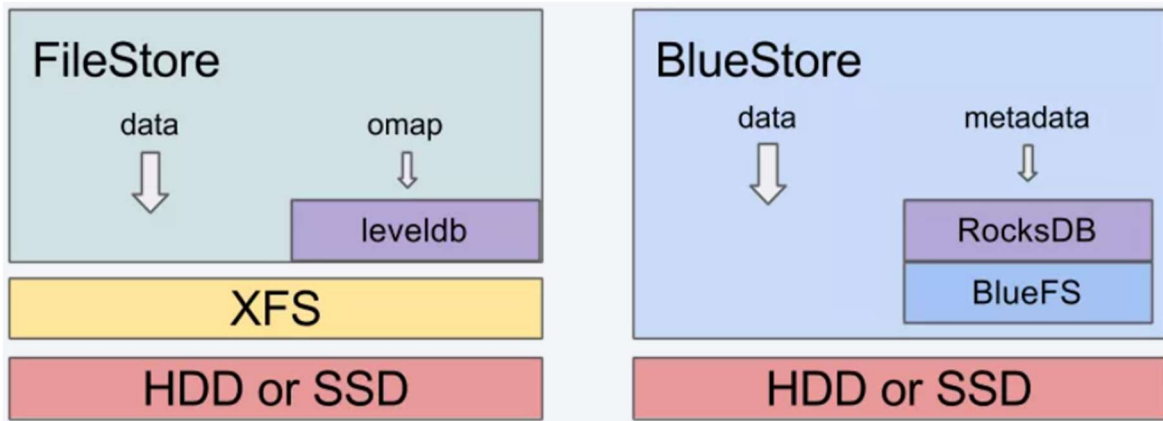 FileStore
data
omap
leveldb
XFS
HDD or SSD
BlueStore
data
metadata
RocksDB
BlueFS
HDD or SSD